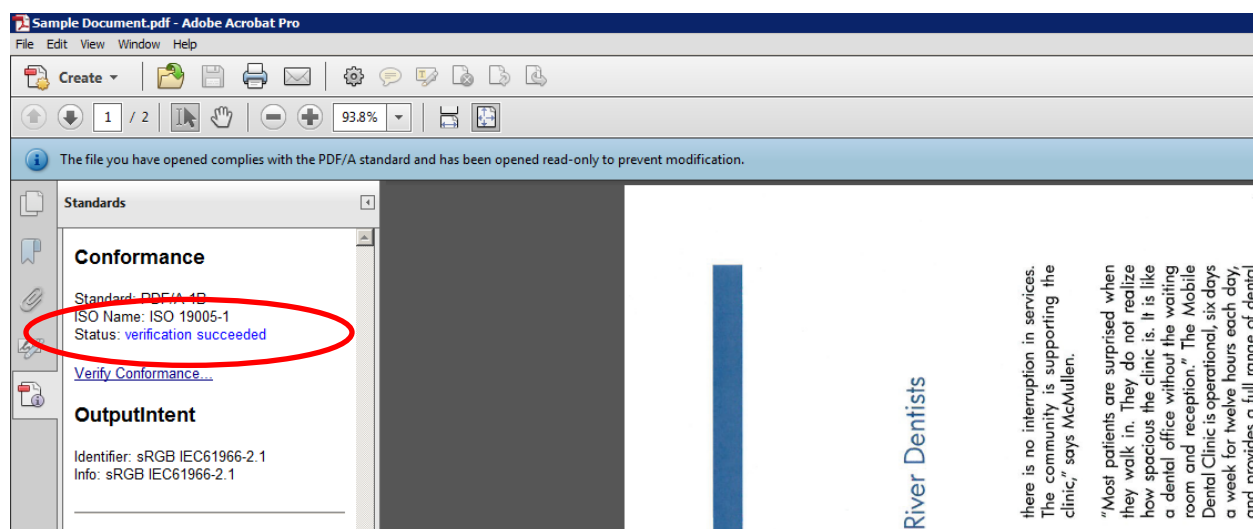 Sample Document.pdf - Adobe Acrobat Pro
File Edit View Window Help
Create
1 / 2
93.8%
The file you have opened complies with the PDF/A standard and has been opened read-only to prevent modification.
Standards
Conformance
Standard: PDF/A-1B
ISO Name: ISO 19005-1
Status: verification succeeded
Verify Conformance...
OutputIntent
Identifier: sRGB IEC61966-2.1
Info: sRGB IEC61966-2.1
River Dentists
there is no interruption in services.
The community is supporting the
clinic,” says McMullen.
“Most patients are surprised when
they walk in. They do not realize
how spacious the clinic is. It is like
a dental office without the waiting
room and reception.” The Mobile
Dental Clinic is operational, six days
a week for twelve hours each day,
and provides a full range of dental